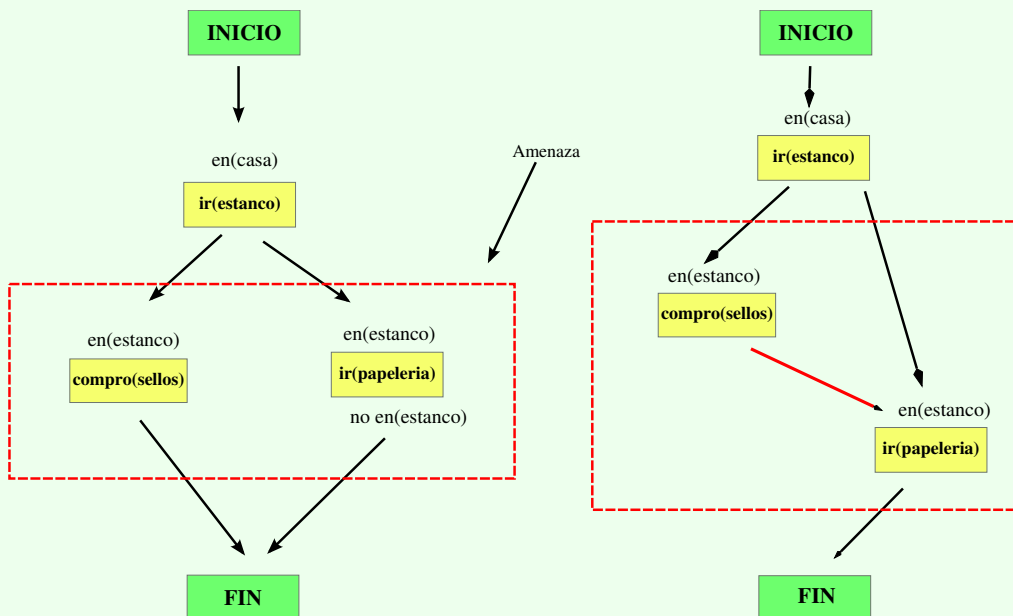 INICIO
en(casa)
ir(estanco)
Amenaza
en(estanco)
compro(sellos)
en(estanco)
ir(papeleria)
no en(estanco)
FIN
INICIO
en(casa)
ir(estanco)
en(estanco)
compro(sellos)
en(estanco)
ir(papeleria)
FIN